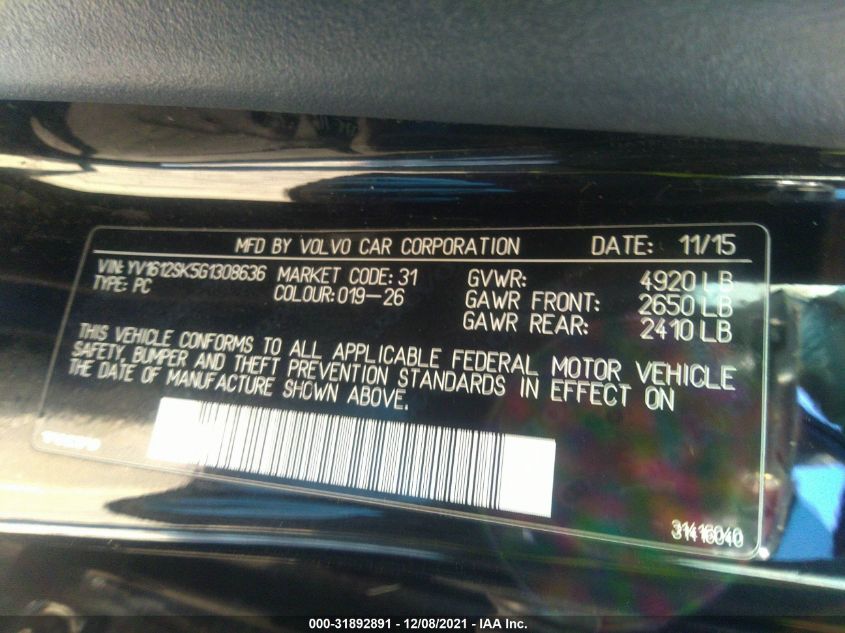 MFD BY VOLVO CAR CORPORATION DATE: 11/15
VIN: YV1612SK5G1308636 MARKET CODE: 31 GVWR: 4920 LB
TYPE: PC COLOUR: 019-26 GAWR FRONT: 2650 LB
GAWR REAR: 2410 LB
THIS VEHICLE CONFORMS TO ALL APPLICABLE FEDERAL MOTOR VEHICLE
SAFETY, BUMPER AND THEFT PREVENTION STANDARDS IN EFFECT ON
THE DATE OF MANUFACTURE SHOWN ABOVE.
31416040
000-31892891 - 12/08/2021 - IAA Inc.